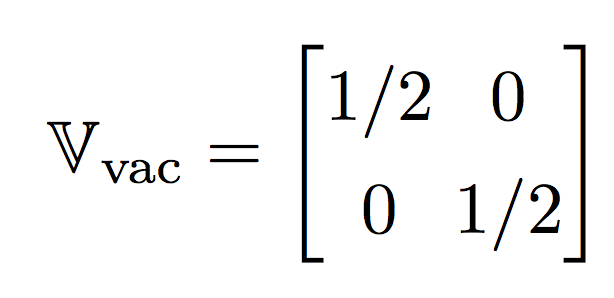 𝕍vac = [1/2 0
0 1/2]